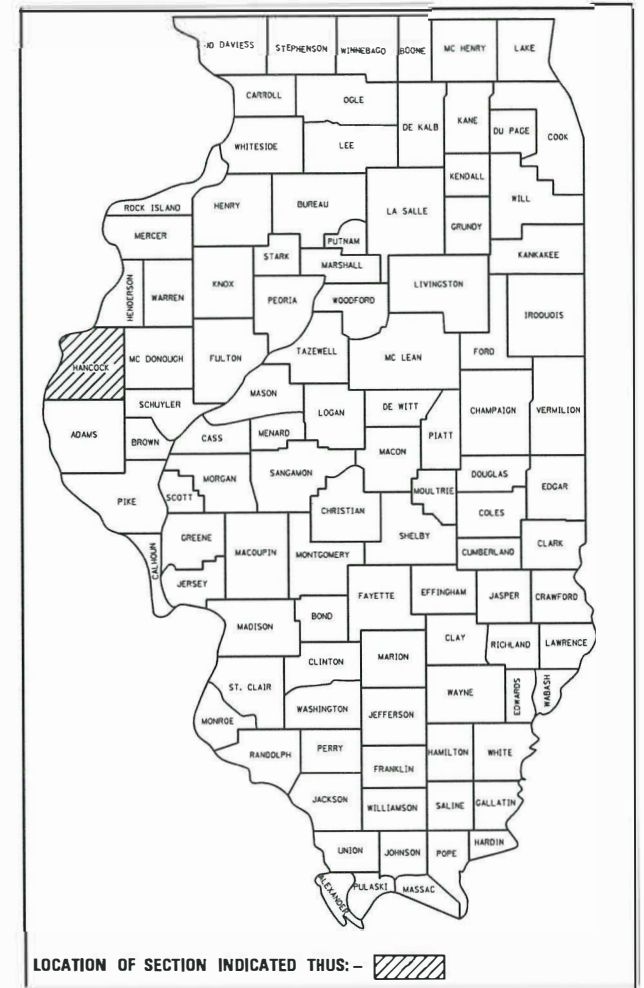 JO DAVIESS STEPHENSON WINNEBAGO BOONE MC HENRY LAKE
CARROLL OGLE DE KALB KANE DU PAGE COOK
WHITESIDE LEE
KENDALL
ROCK ISLAND HENRY BUREAU LA SALLE WILL
MERCER PUTNAM GRUNDY
STARK MARSHALL KANKAKEE
HENDERSON WARREN KNOX PEORIA WOODFORD LIVINGSTON IROQUOIS
HANCOCK MC DONOUGH FULTON TAZEWELL MC LEAN FORD
SCHUYLER MASON LOGAN DE WITT CHAMPAIGN VERMILION
ADAMS BROWN CASS MENARD MACON PIATT
PIKE SCOTT MORGAN SANGAMON MOULTRIE DOUGLAS EDGAR
CHRISTIAN COLES
CALHOUN GREENE MACOUPIN MONTGOMERY SHELBY CUMBERLAND CLARK
JERSEY FAYETTE EFFINGHAM JASPER CRAWFORD
MADISON BOND CLAY RICHLAND LAWRENCE
CLINTON MARION
ST. CLAIR WASHINGTON WAYNE EDWARDS WABASH
MONROE JEFFERSON
RANDOLPH PERRY HAMILTON WHITE
FRANKLIN
JACKSON WILLIAMSON SALINE GALLATIN
UNION JOHNSON POPE HARDIN
ALEXANDER PULASKI MASSAC
LOCATION OF SECTION INDICATED THUS: –